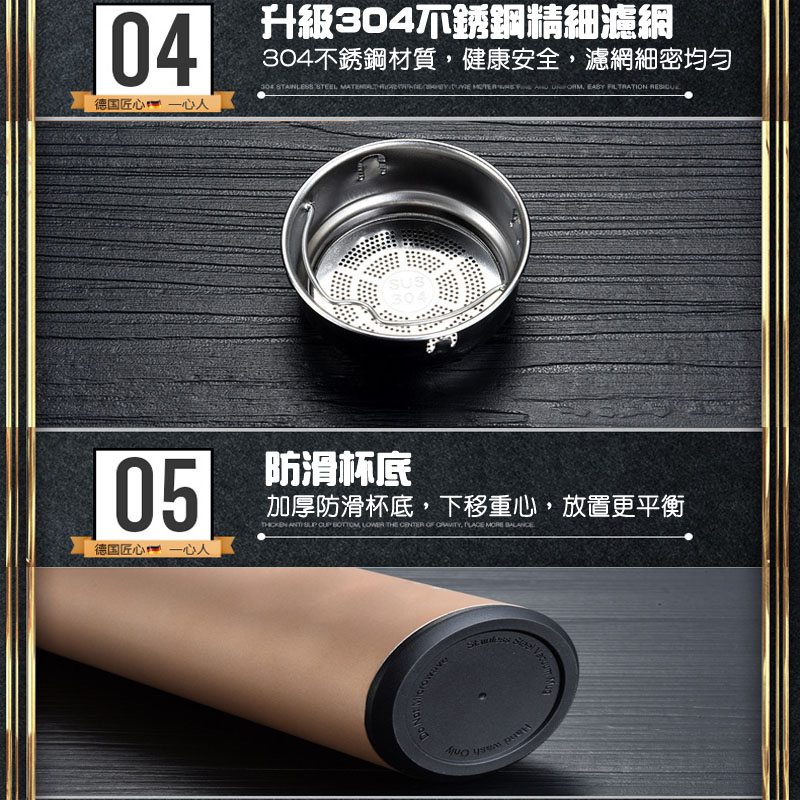 04
升級304不銹鋼精細濾網
304不銹鋼材質，健康安全，濾網細密均勻
德国匠心 一心人
SUS
304
05
防滑杯底
加厚防滑杯底，下移重心，放置更平衡
THICKEN ANTI SLIP CUP BOTTOM, LOWER THE CENTER OF GRAVITY, PLACE MORE BALANCE.
德国匠心 一心人
Stainless Steel Vacuum Mug
Do Not Microwave
Hand Wash Only